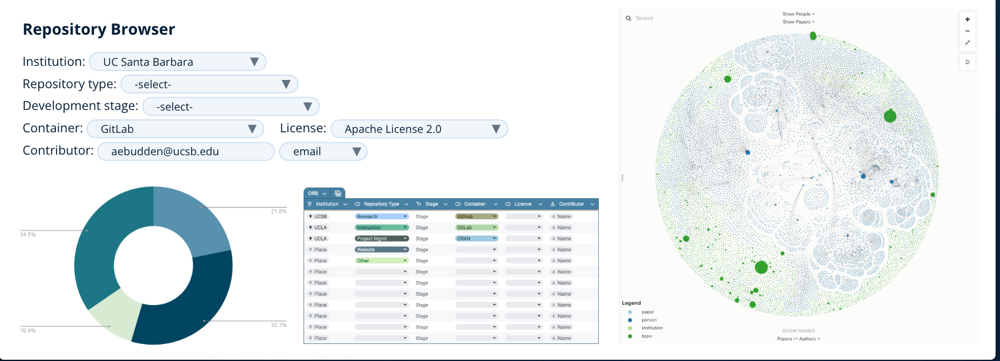 Repository Browser
Institution: UC Santa Barbara
Repository type: -select-
Development stage: -select-
Container: GitLab License: Apache License 2.0
Contributor: aebudden@ucsb.edu email
21.8%
34.5%
32.7%
10.9%
ORB
Institution Repository Type Tт Stage Container Licence Contributor
UCSB Research Stage GitHub Name
UCLA Instruction Stage GitLab Name
UCLA Project Mgmt Stage CRAN Name
Place Website Stage Name
Place Other Stage Name
Place Stage Name
Place Stage Name
Place Stage Name
Place Stage Name
Place Stage Name
Place Stage Name
Place Stage Name
Search
Show People
Show Papers
Legend
paper
person
institution
topic
SHOW NAMES
Papers => Authors